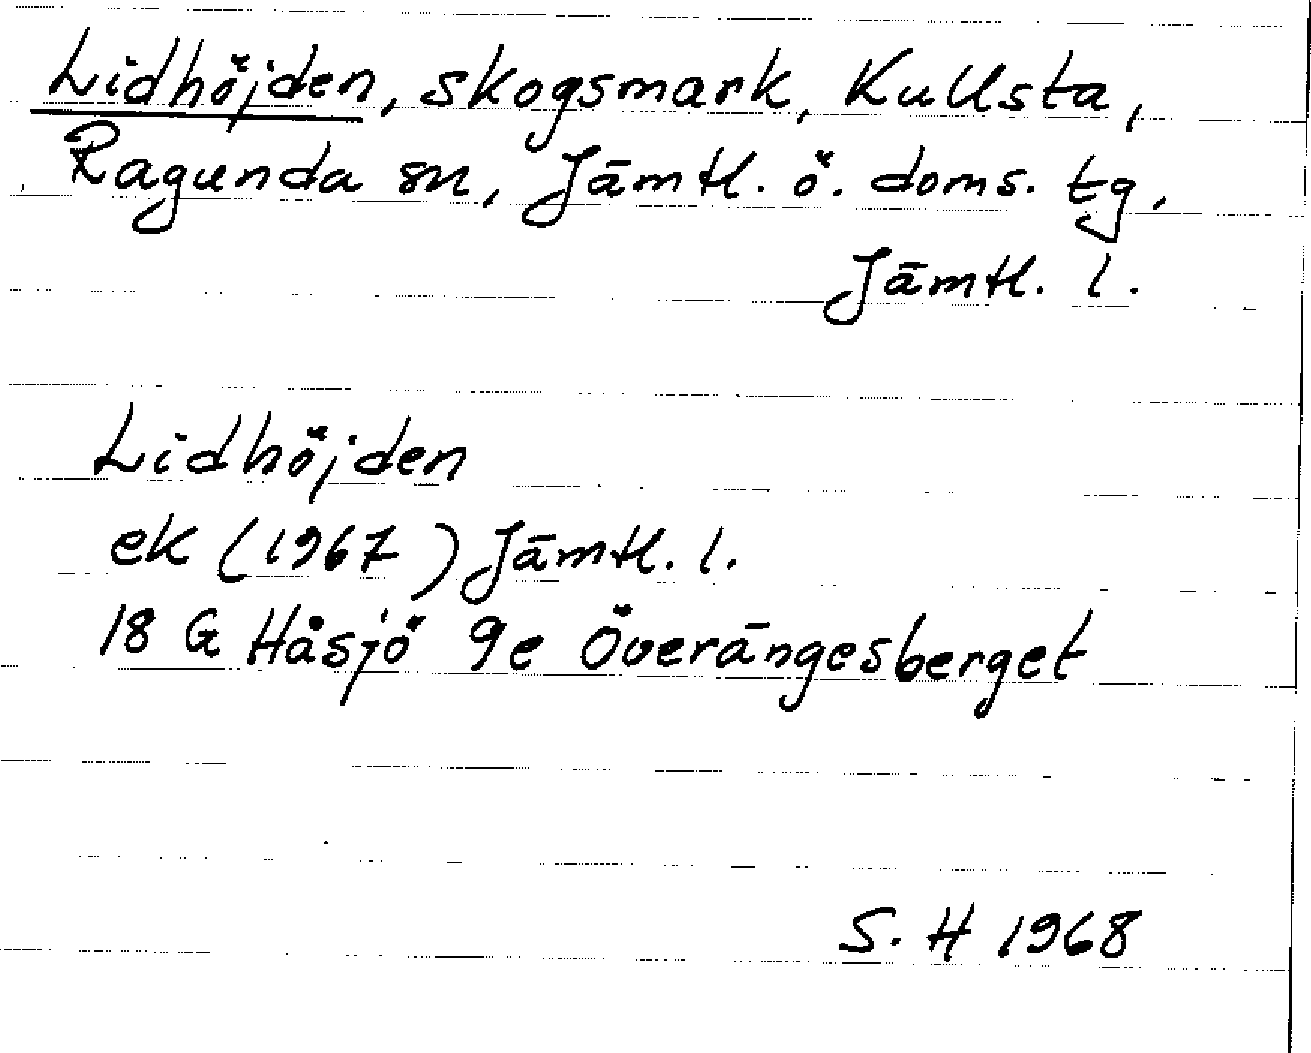 Lidhöjden, skogsmark, Kullsta,
Ragunda sn, Jämtl. ö. doms. tg,
Jämtl. l.
Lidhöjden
ek (1967) Jämtl. l.
18 G Håsjö 9e Överängesberget
S. H 1968